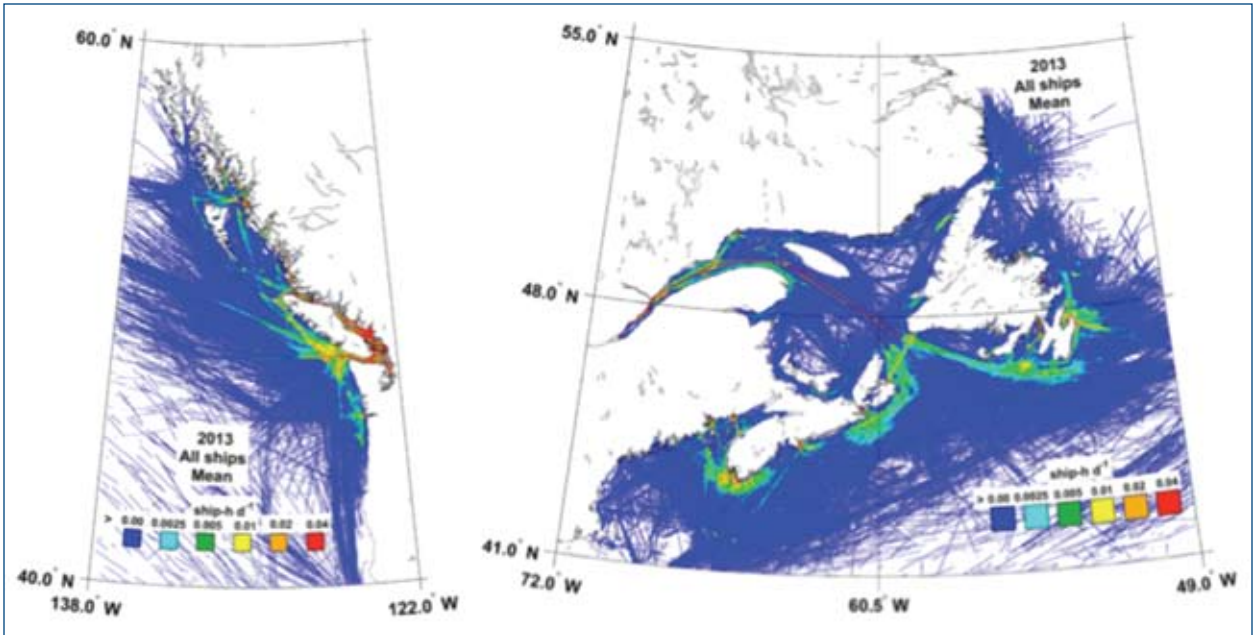 60.0° N
2013
All ships
Mean
ship-h d⁻¹
> 0.00 0.0025 0.005 0.01 0.02 0.04
40.0° N
138.0° W
122.0° W
55.0° N
2013
All ships
Mean
48.0° N
ship-h d⁻¹
> 0.00 0.0025 0.005 0.01 0.02 0.04
41.0° N
72.0° W
60.5° W
49.0° W